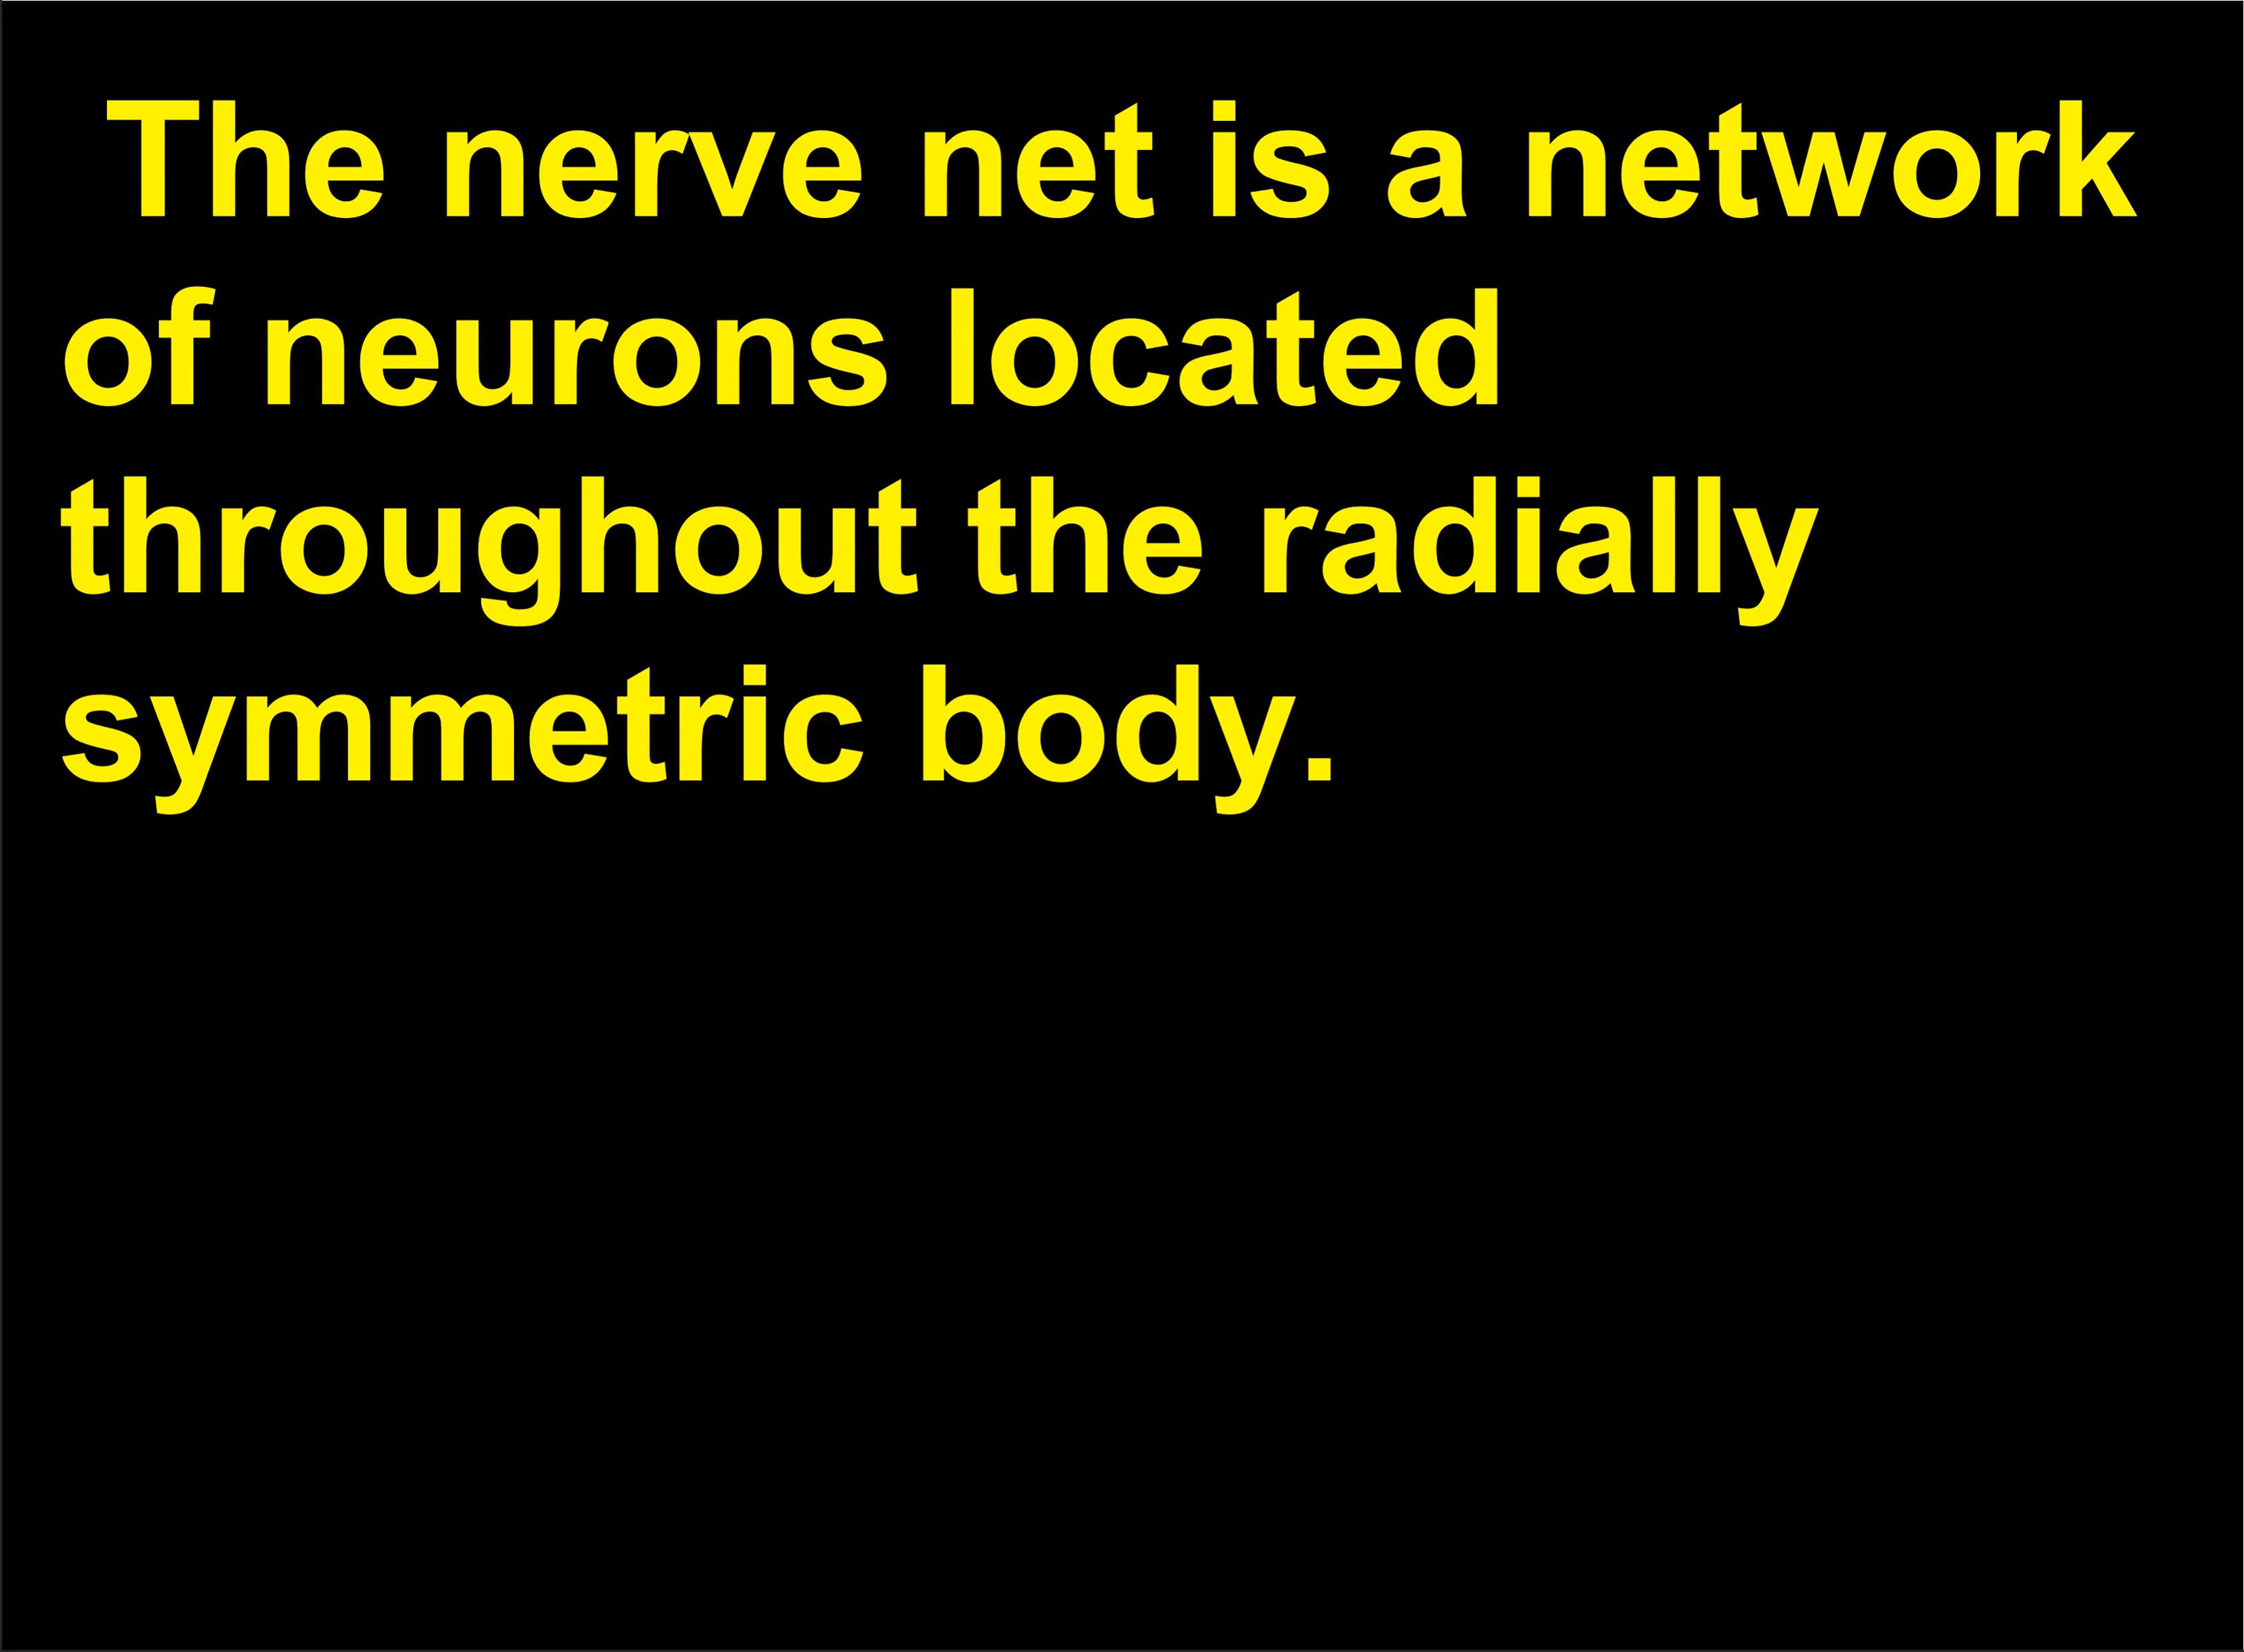 The nerve net is a network
of neurons located
throughout the radially
symmetric body.